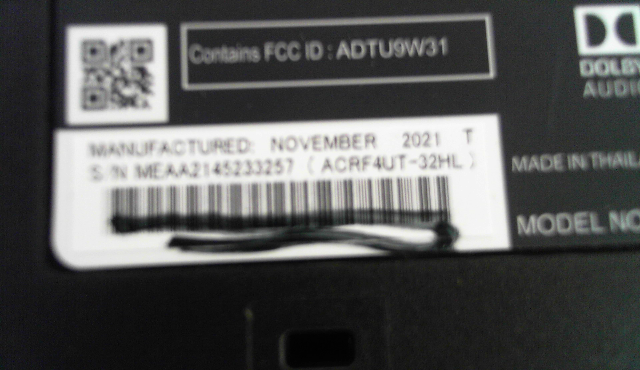 Contains FCC ID : ADTU9W31
DOLBY
AUDIO
MANUFACTURED: NOVEMBER 2021 T
S/N MEAA2145233257 ( ACRF4UT-32HL )
MADE IN THAILA
MODEL NO